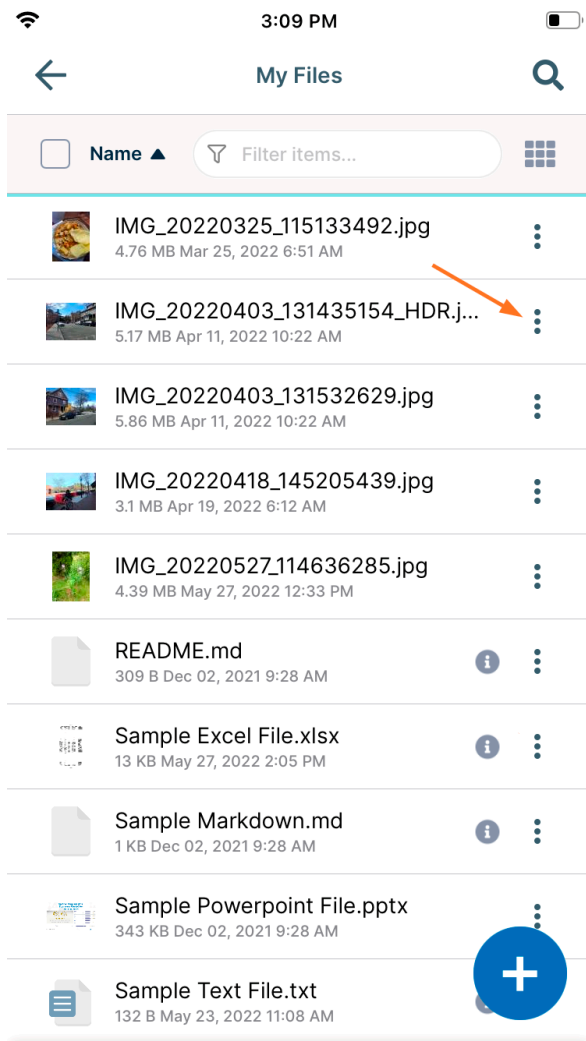 3:09 PM
My Files
Name
Filter items...
IMG_20220325_115133492.jpg
4.76 MB Mar 25, 2022 6:51 AM
IMG_20220403_131435154_HDR.j...
5.17 MB Apr 11, 2022 10:22 AM
IMG_20220403_131532629.jpg
5.86 MB Apr 11, 2022 10:22 AM
IMG_20220418_145205439.jpg
3.1 MB Apr 19, 2022 6:12 AM
IMG_20220527_114636285.jpg
4.39 MB May 27, 2022 12:33 PM
README.md
309 B Dec 02, 2021 9:28 AM
Sample Excel File.xlsx
13 KB May 27, 2022 2:05 PM
Sample Markdown.md
1 KB Dec 02, 2021 9:28 AM
Sample Powerpoint File.pptx
343 KB Dec 02, 2021 9:28 AM
Sample Text File.txt
132 B May 23, 2022 11:08 AM